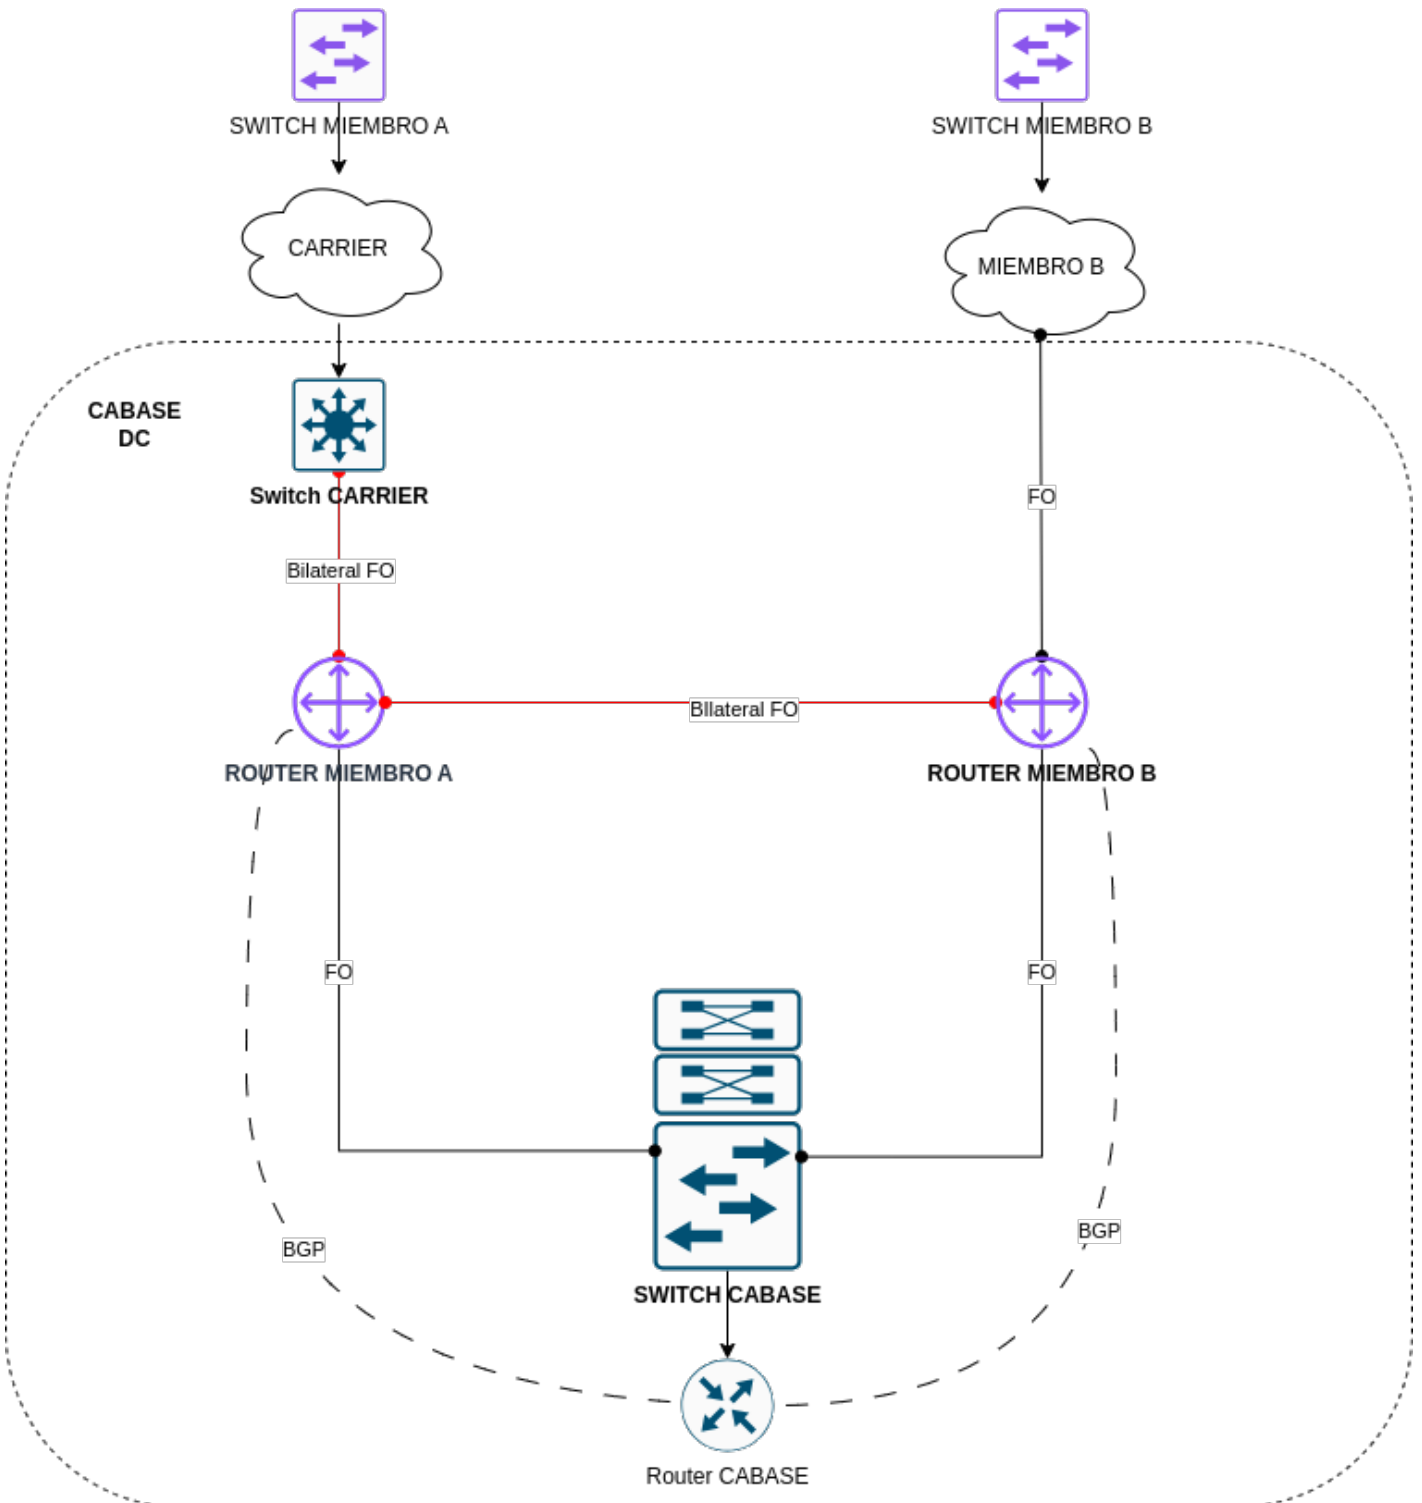 SWITCH MIEMBRO A
SWITCH MIEMBRO B
CARRIER
MIEMBRO B
CABASE
DC
Switch CARRIER
FO
Bilateral FO
BIlateral FO
ROUTER MIEMBRO A
ROUTER MIEMBRO B
FO
FO
BGP
BGP
SWITCH CABASE
Router CABASE